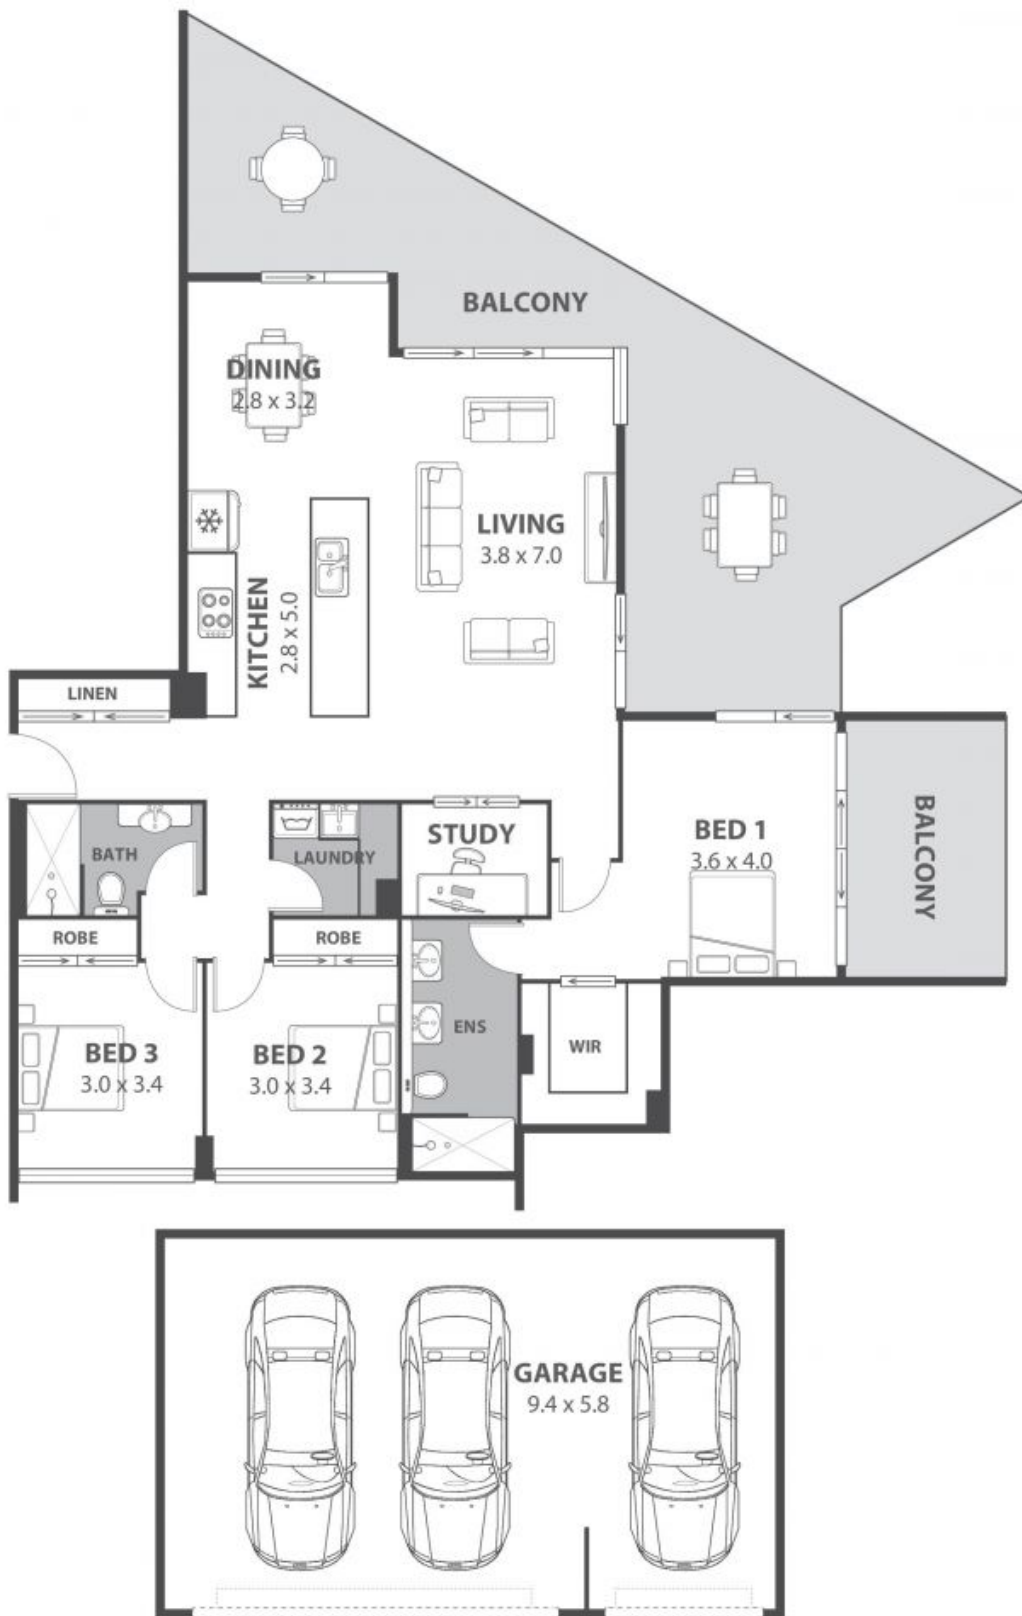 BALCONY
DINING
2.8 x 3.2
LIVING
3.8 x 7.0
KITCHEN
2.8 x 5.0
LINEN
BATH
LAUNDRY
STUDY
BED 1
3.6 x 4.0
BALCONY
ROBE
ROBE
ENS
WIR
BED 3
3.0 x 3.4
BED 2
3.0 x 3.4
GARAGE
9.4 x 5.8